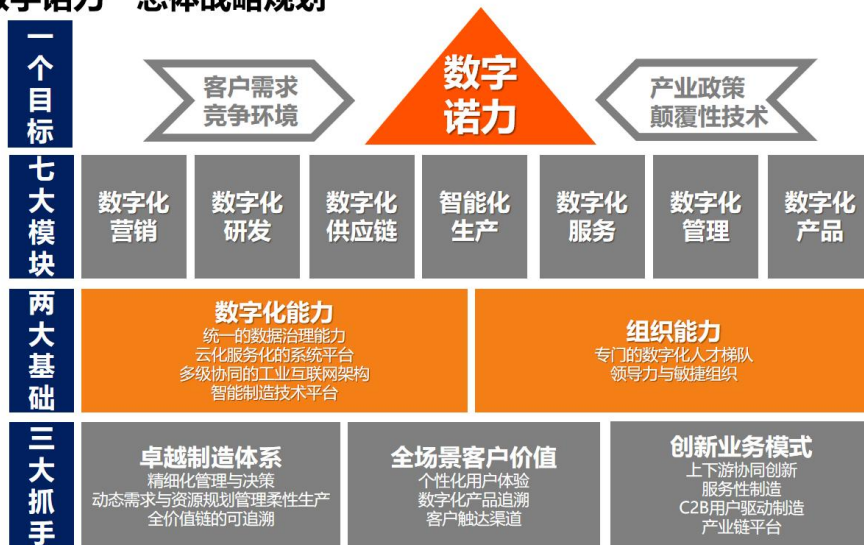 数字诺力 总体战略规划
一个目标
客户需求
竞争环境
数字
诺力
产业政策
颠覆性技术
七大模块
数字化
营销
数字化
研发
数字化
供应链
智能化
生产
数字化
服务
数字化
管理
数字化
产品
两大基础
数字化能力
统一的数据治理能力
云化服务化的系统平台
多级协同的工业互联网架构
智能制造技术平台
组织能力
专门的数字化人才梯队
领导力与敏捷组织
三大抓手
卓越制造体系
精细化管理与决策
动态需求与资源规划管理柔性生产
全价值链的可追溯
全场景客户价值
个性化用户体验
数字化产品追溯
客户触达渠道
创新业务模式
上下游协同创新
服务性制造
C2B用户驱动制造
产业链平台